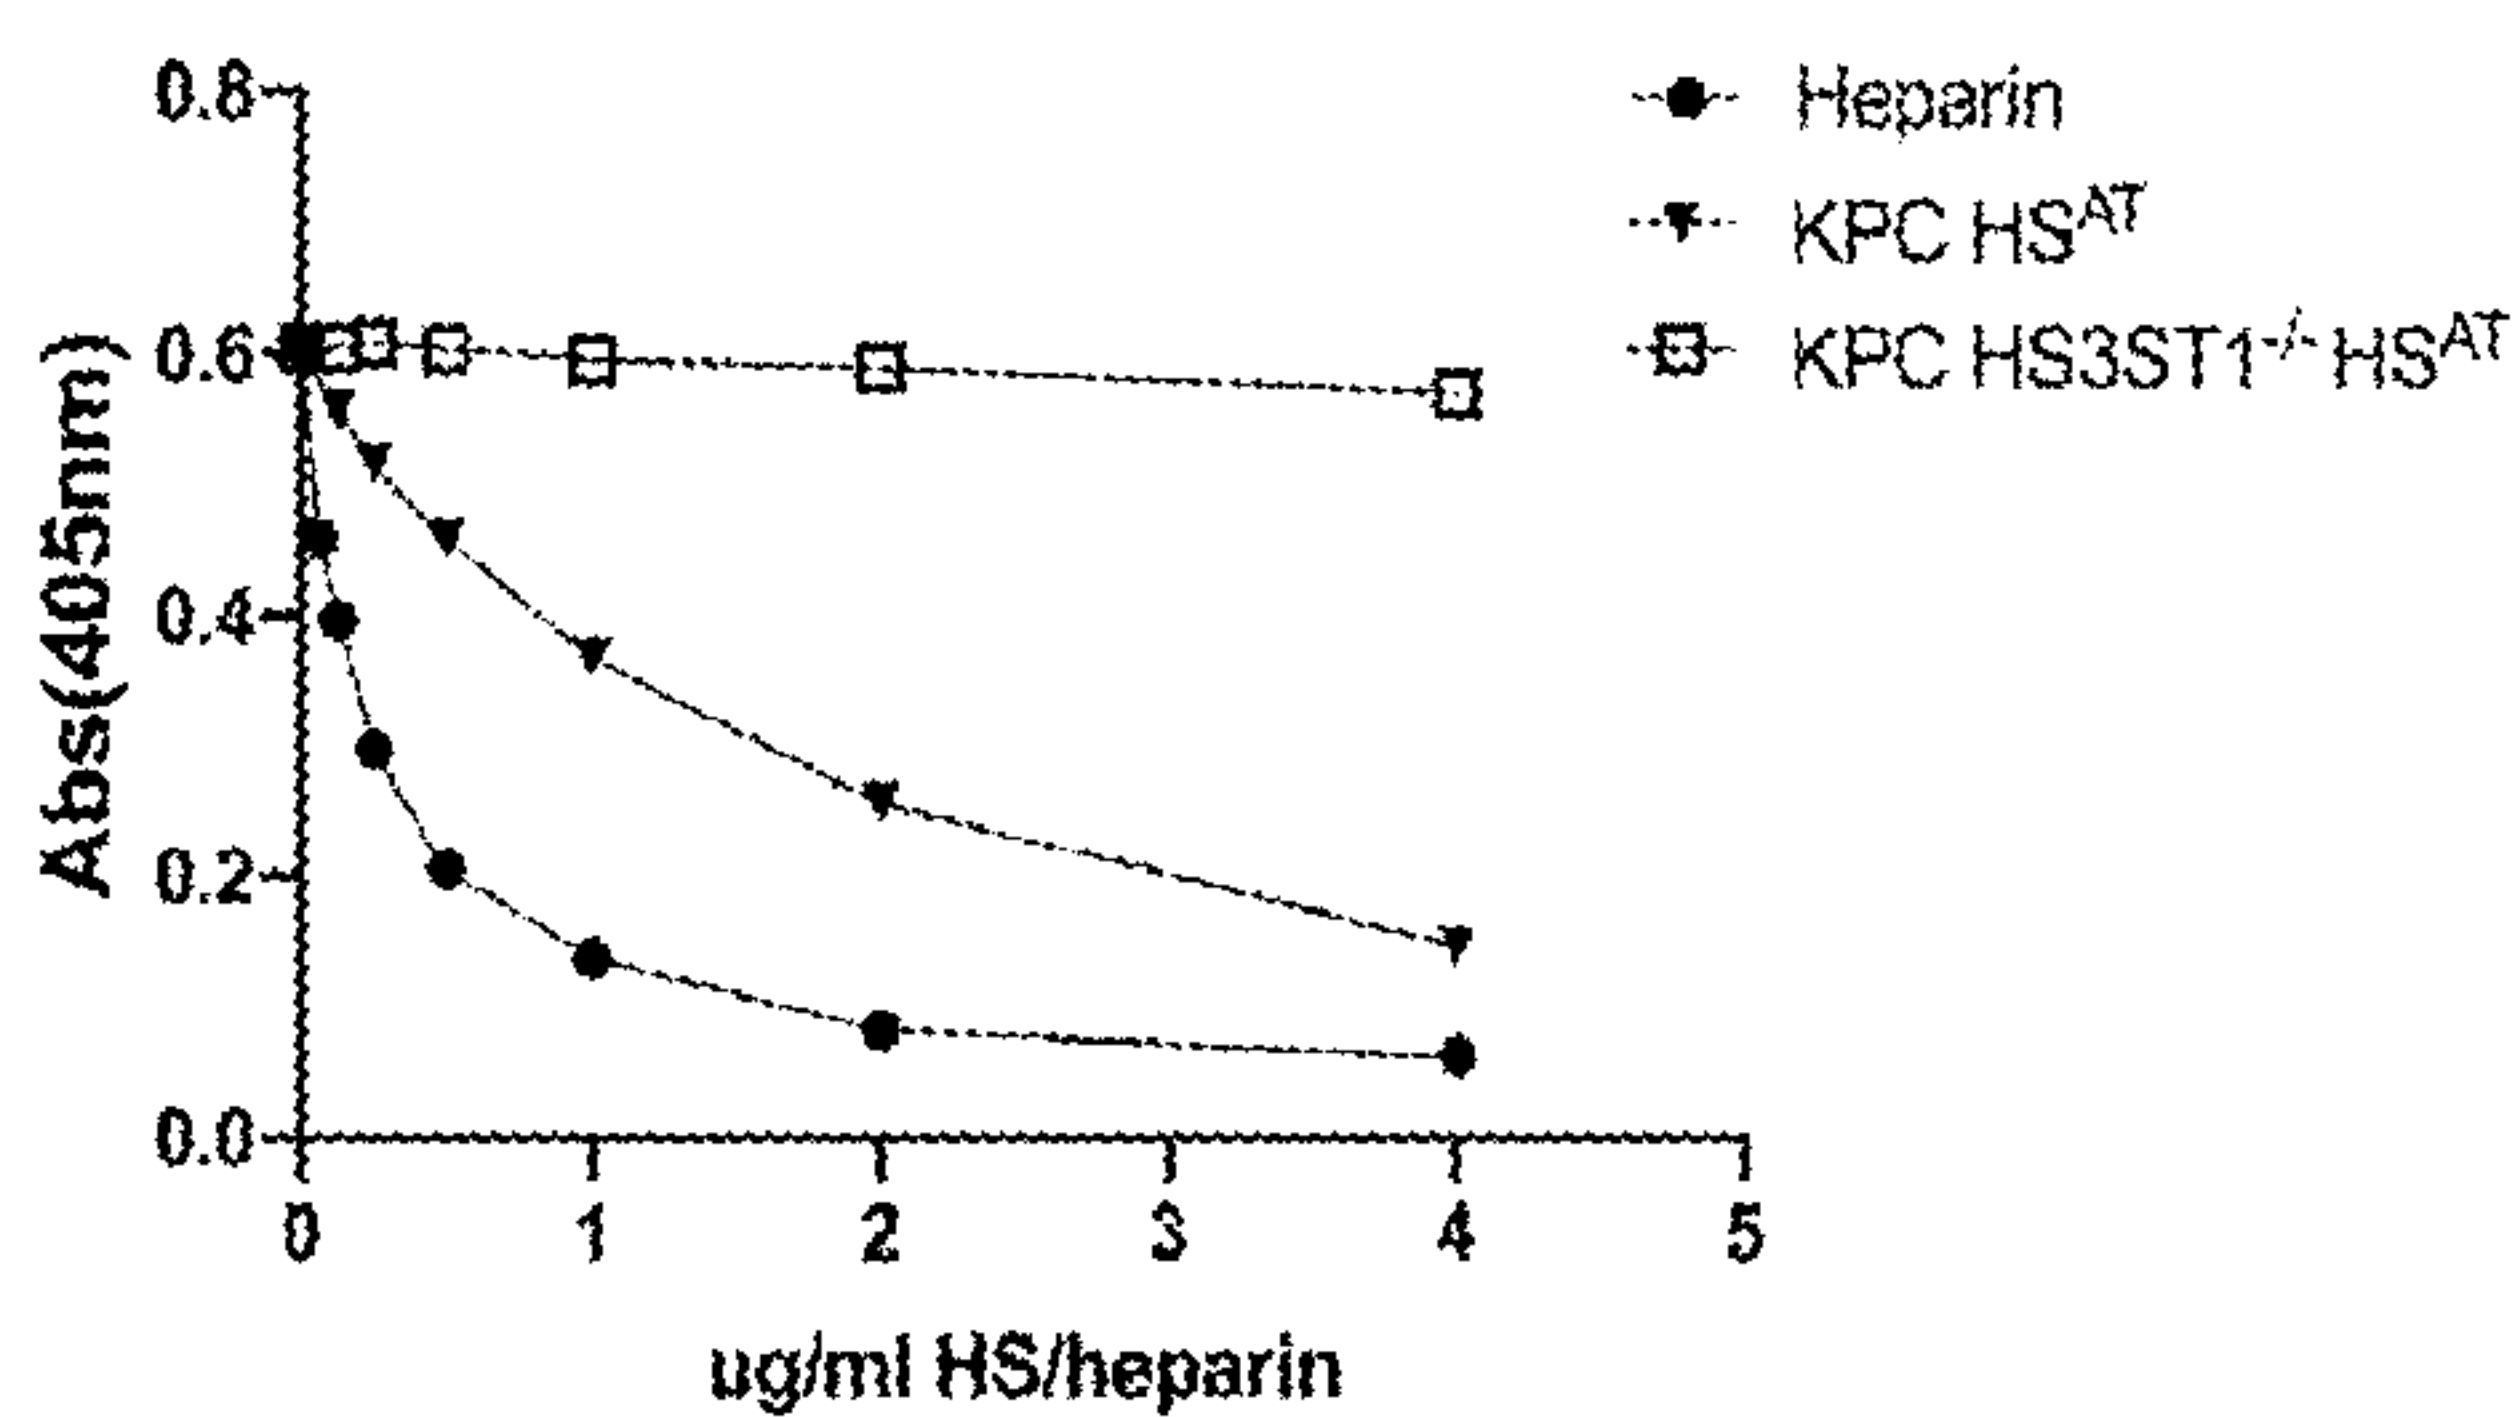 0.8
0.6
0.4
0.2
0.0
Abs(405nm)
0 1 2 3 4 5
ug/ml HS/heparin
Heparin
KPC HS^AT
KPC HS3ST1^-/- HS^AT